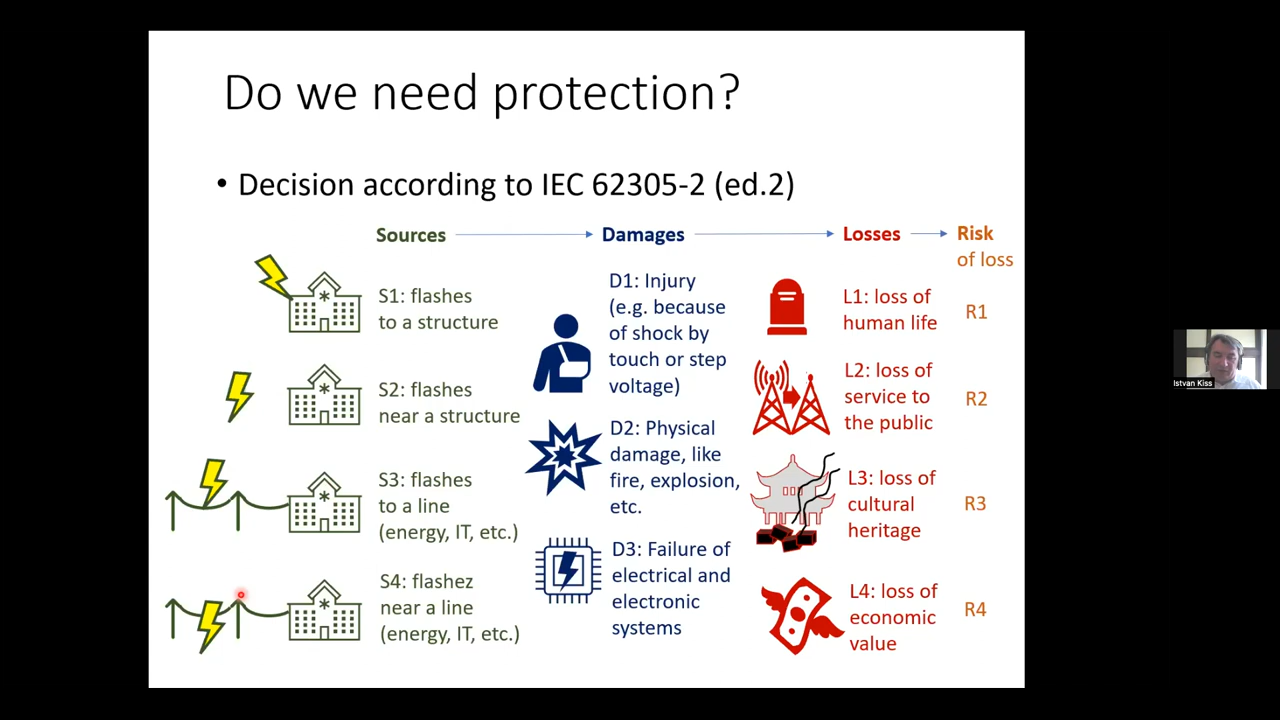 Do we need protection?
• Decision according to IEC 62305-2 (ed.2)
Sources
Damages
Losses
Risk
of loss
S1: flashes
to a structure
S2: flashes
near a structure
S3: flashes
to a line
(energy, IT, etc.)
S4: flashez
near a line
(energy, IT, etc.)
D1: Injury
(e.g. because
of shock by
touch or step
voltage)
D2: Physical
damage, like
fire, explosion,
etc.
D3: Failure of
electrical and
electronic
systems
L1: loss of
human life
L2: loss of
service to
the public
L3: loss of
cultural
heritage
L4: loss of
economic
value
R1
R2
R3
R4
Istvan Kiss